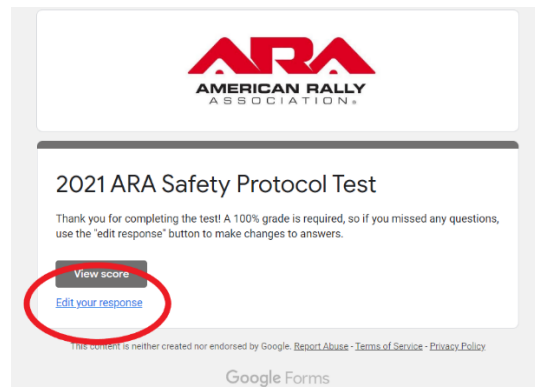 ARA
AMERICAN RALLY
ASSOCIATION®
2021 ARA Safety Protocol Test
Thank you for completing the test! A 100% grade is required, so if you missed any questions,
use the "edit response" button to make changes to answers.
View score
Edit your response
This content is neither created nor endorsed by Google. Report Abuse - Terms of Service - Privacy Policy
Google Forms